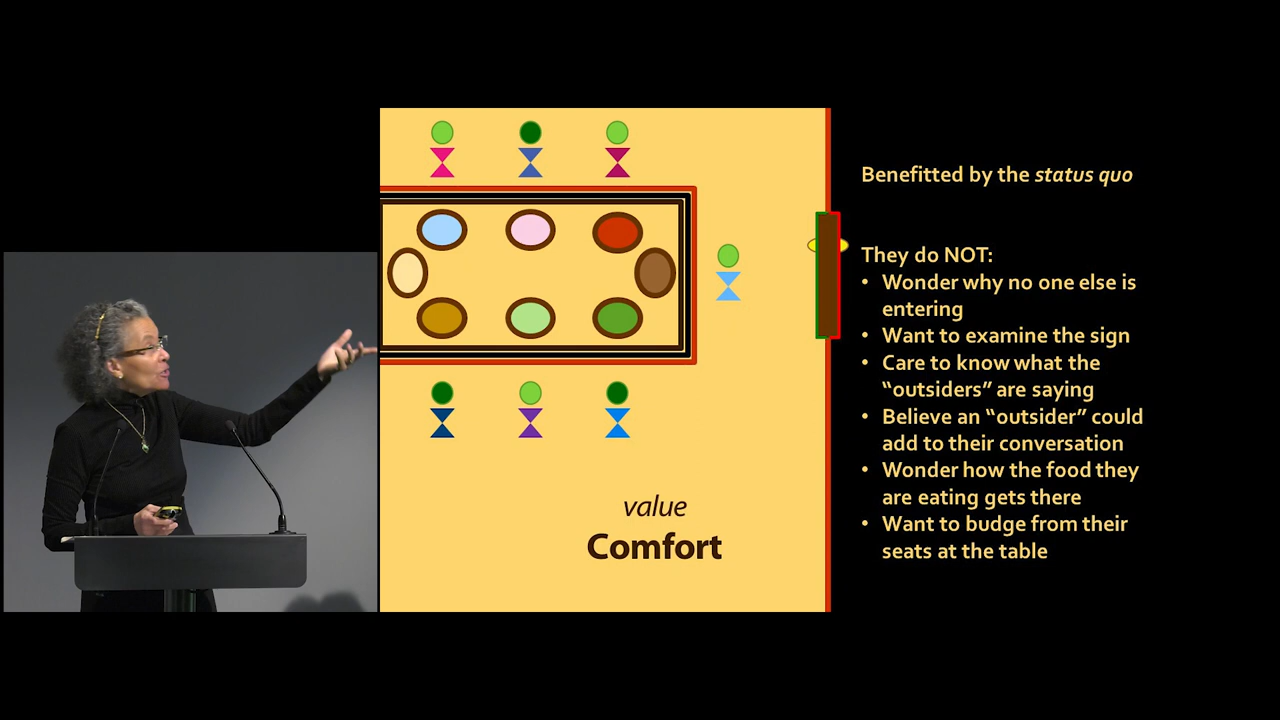 Benefitted by the status quo
They do NOT:
• Wonder why no one else is
entering
• Want to examine the sign
• Care to know what the
“outsiders” are saying
• Believe an “outsider” could
add to their conversation
• Wonder how the food they
are eating gets there
• Want to budge from their
seats at the table
value
Comfort